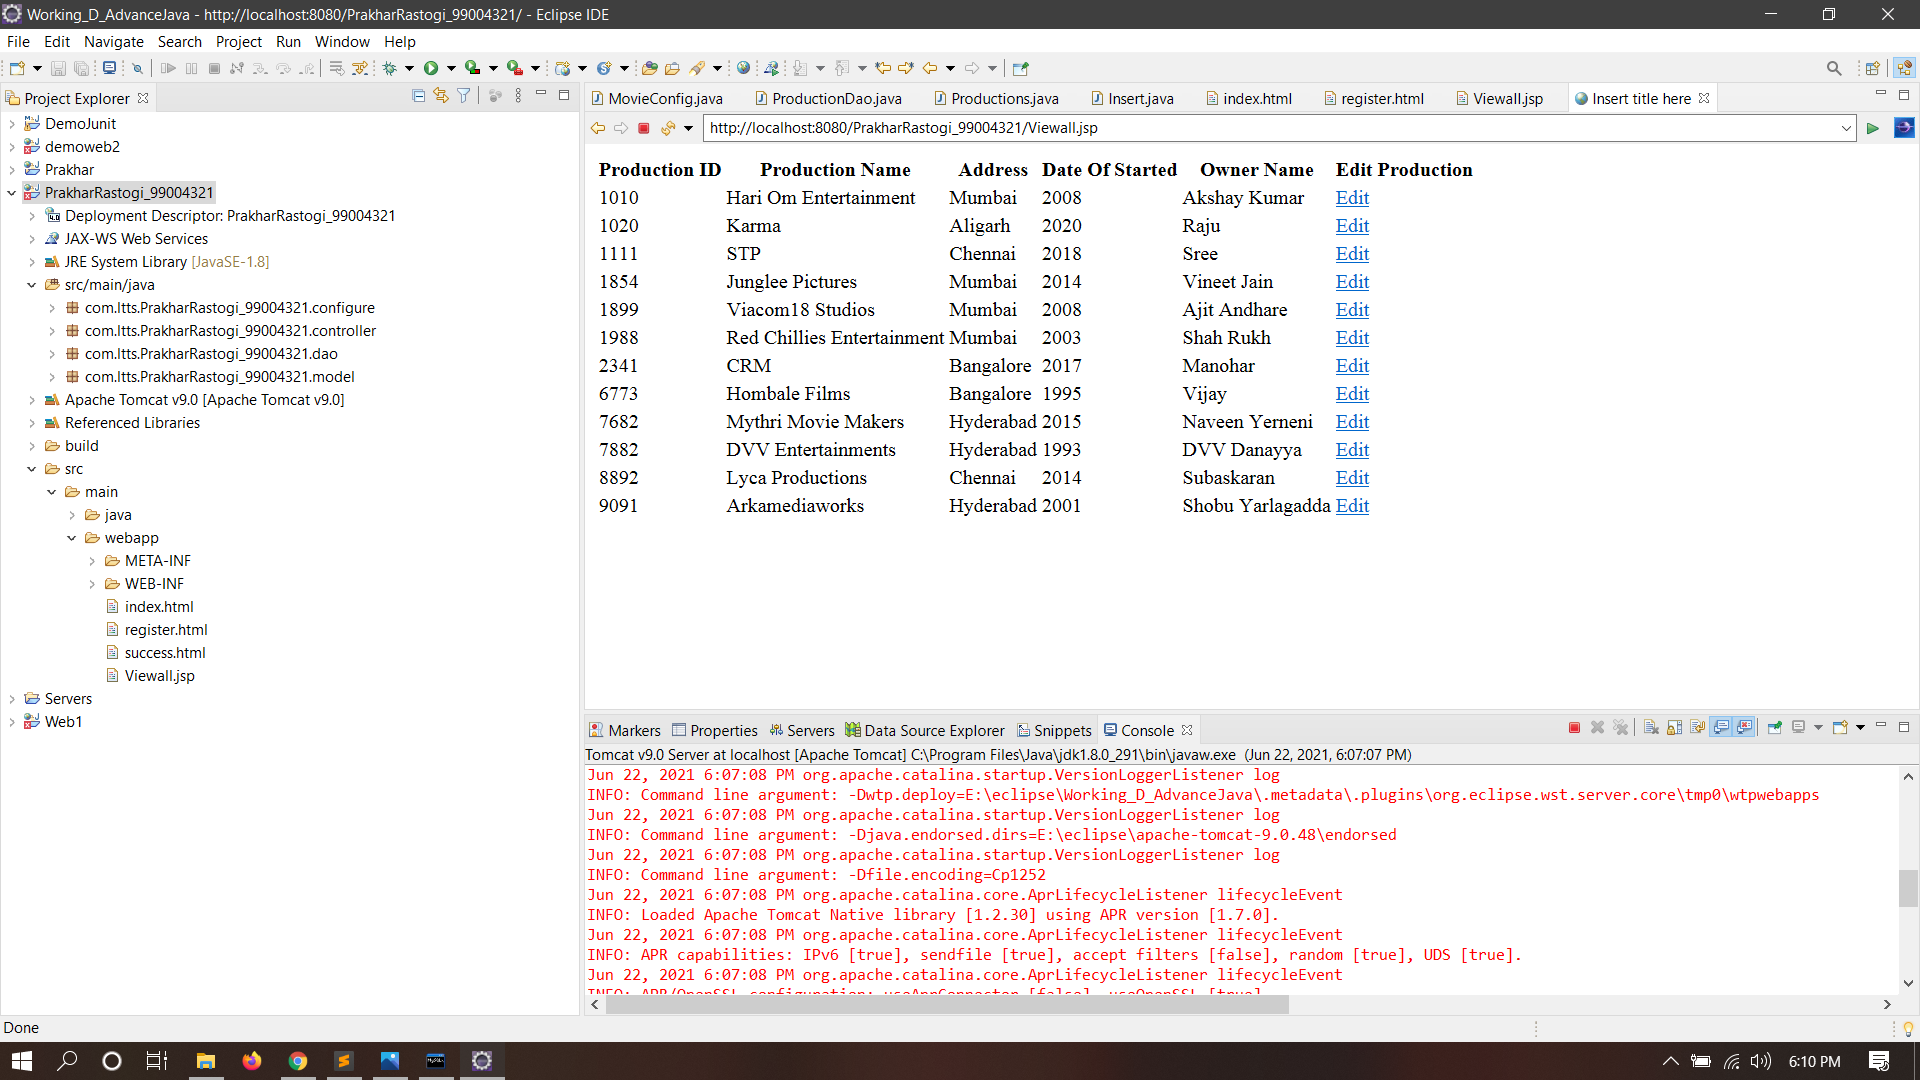 Working_D_AdvanceJava - http://localhost:8080/PrakharRastogi_99004321/ - Eclipse IDE
File Edit Navigate Search Project Run Window Help
Project Explorer
DemoJunit
demoweb2
Prakhar
PrakharRastogi_99004321
Deployment Descriptor: PrakharRastogi_99004321
JAX-WS Web Services
JRE System Library [JavaSE-1.8]
src/main/java
com.ltts.PrakharRastogi_99004321.configure
com.ltts.PrakharRastogi_99004321.controller
com.ltts.PrakharRastogi_99004321.dao
com.ltts.PrakharRastogi_99004321.model
Apache Tomcat v9.0 [Apache Tomcat v9.0]
Referenced Libraries
build
src
main
java
webapp
META-INF
WEB-INF
index.html
register.html
success.html
Viewall.jsp
Servers
Web1
MovieConfig.java ProductionDao.java Productions.java Insert.java index.html register.html Viewall.jsp Insert title here
http://localhost:8080/PrakharRastogi_99004321/Viewall.jsp
Production ID Production Name Address Date Of Started Owner Name Edit Production
1010 Hari Om Entertainment Mumbai 2008 Akshay Kumar Edit
1020 Karma Aligarh 2020 Raju Edit
1111 STP Chennai 2018 Sree Edit
1854 Junglee Pictures Mumbai 2014 Vineet Jain Edit
1899 Viacom18 Studios Mumbai 2008 Ajit Andhare Edit
1988 Red Chillies Entertainment Mumbai 2003 Shah Rukh Edit
2341 CRM Bangalore 2017 Manohar Edit
6773 Hombale Films Bangalore 1995 Vijay Edit
7682 Mythri Movie Makers Hyderabad 2015 Naveen Yerneni Edit
7882 DVV Entertainments Hyderabad 1993 DVV Danayya Edit
8892 Lyca Productions Chennai 2014 Subaskaran Edit
9091 Arkamediaworks Hyderabad 2001 Shobu Yarlagadda Edit
Markers Properties Servers Data Source Explorer Snippets Console
Tomcat v9.0 Server at localhost [Apache Tomcat] C:\Program Files\Java\jdk1.8.0_291\bin\javaw.exe (Jun 22, 2021, 6:07:07 PM)
Jun 22, 2021 6:07:08 PM org.apache.catalina.startup.VersionLoggerListener log
INFO: Command line argument: -Dwtp.deploy=E:\eclipse\Working_D_AdvanceJava\.metadata\.plugins\org.eclipse.wst.server.core\tmp0\wtpwebapps
Jun 22, 2021 6:07:08 PM org.apache.catalina.startup.VersionLoggerListener log
INFO: Command line argument: -Djava.endorsed.dirs=E:\eclipse\apache-tomcat-9.0.48\endorsed
Jun 22, 2021 6:07:08 PM org.apache.catalina.startup.VersionLoggerListener log
INFO: Command line argument: -Dfile.encoding=Cp1252
Jun 22, 2021 6:07:08 PM org.apache.catalina.core.AprLifecycleListener lifecycleEvent
INFO: Loaded Apache Tomcat Native library [1.2.30] using APR version [1.7.0].
Jun 22, 2021 6:07:08 PM org.apache.catalina.core.AprLifecycleListener lifecycleEvent
INFO: APR capabilities: IPv6 [true], sendfile [true], accept filters [false], random [true], UDS [true].
Jun 22, 2021 6:07:08 PM org.apache.catalina.core.AprLifecycleListener lifecycleEvent
INFO: APR/OpenSSL configuration: useAprConnector [false], useOpenSSL [true]
Done
6:10 PM